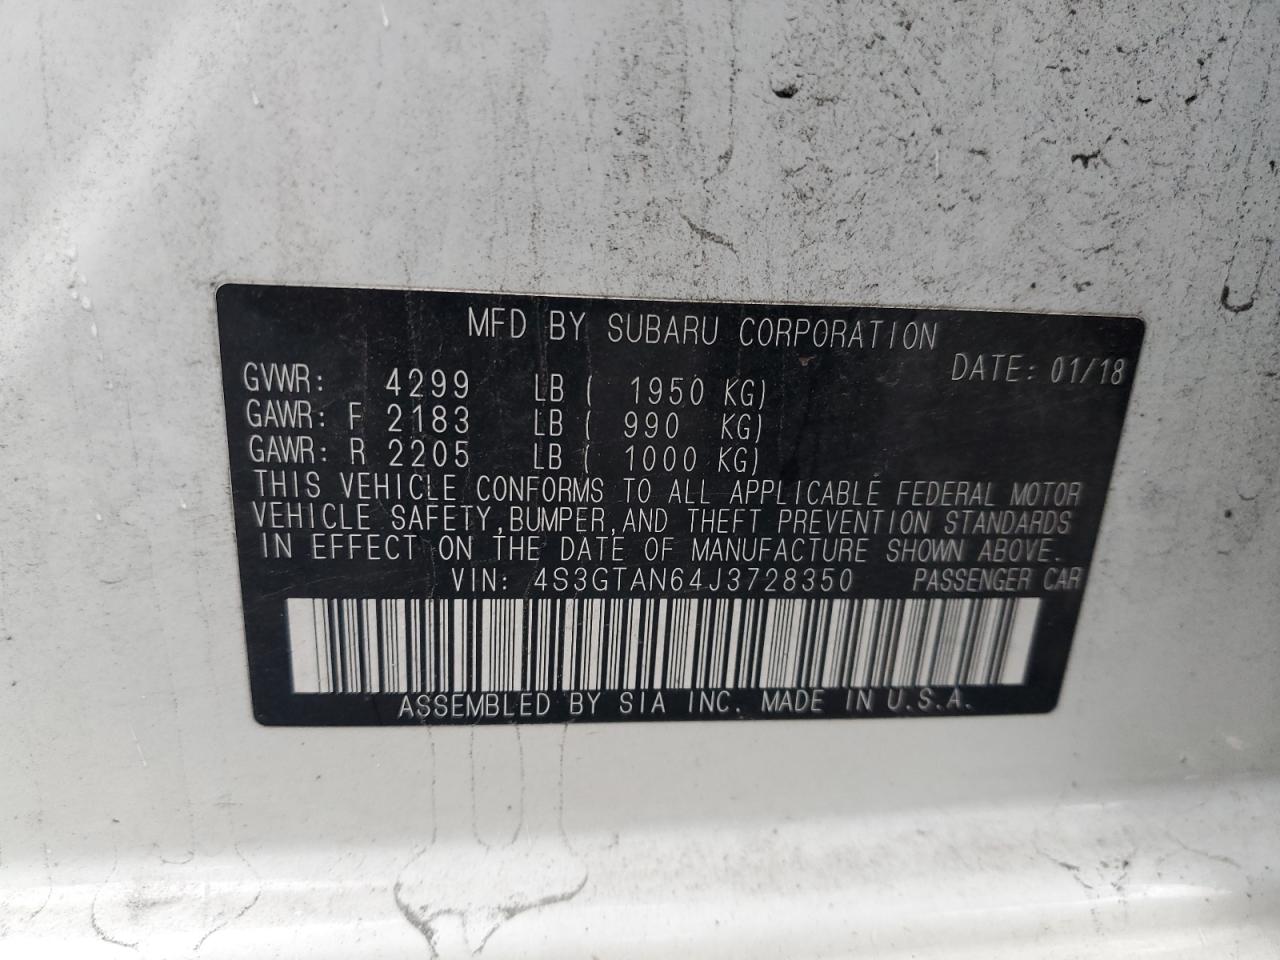 MFD BY SUBARU CORPORATION
DATE: 01/18
GVWR: 4299 LB ( 1950 KG)
GAWR: F 2183 LB ( 990 KG)
GAWR: R 2205 LB ( 1000 KG)
THIS VEHICLE CONFORMS TO ALL APPLICABLE FEDERAL MOTOR
VEHICLE SAFETY,BUMPER,AND THEFT PREVENTION STANDARDS
IN EFFECT ON THE DATE OF MANUFACTURE SHOWN ABOVE.
VIN: 4S3GTAN64J3728350 PASSENGER CAR
ASSEMBLED BY SIA INC. MADE IN U.S.A.